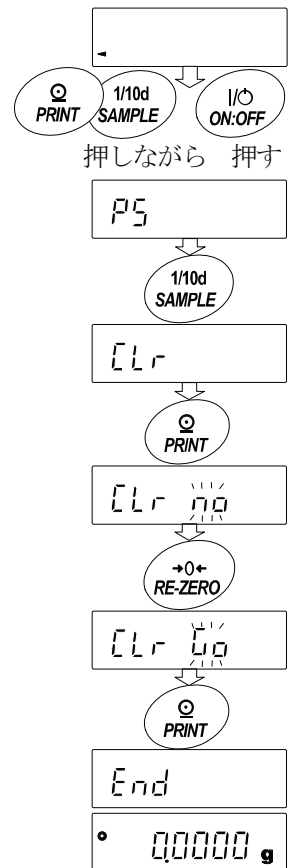 PRINT
1/10d
SAMPLE
I/⏻
ON:OFF
押しながら 押す
PS
1/10d
SAMPLE
CLr
PRINT
CLr no
→0←
RE-ZERO
CLr Go
PRINT
End
0.0000 g